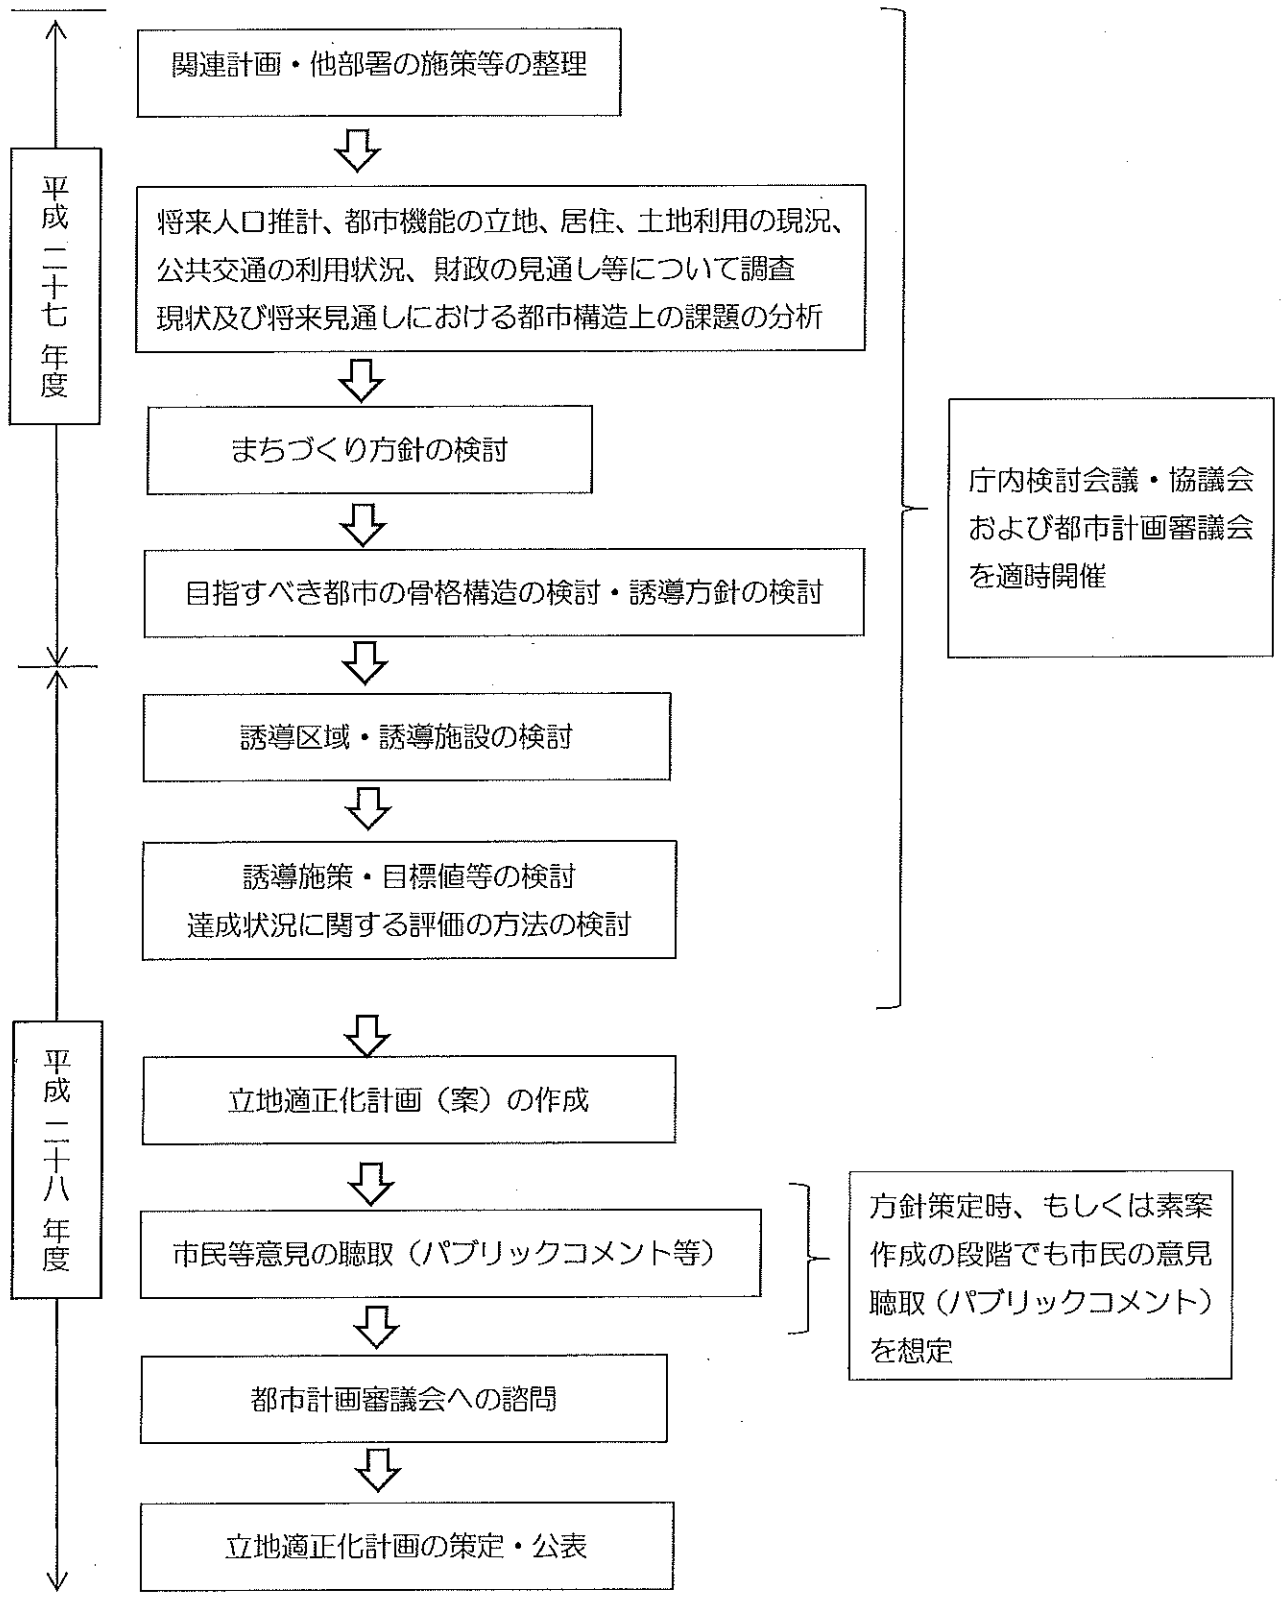 平成二十七年度
関連計画・他部署の施策等の整理
将来人口推計、都市機能の立地、居住、土地利用の現況、
公共交通の利用状況、財政の見通し等について調査
現状及び将来見通しにおける都市構造上の課題の分析
まちづくり方針の検討
目指すべき都市の骨格構造の検討・誘導方針の検討
庁内検討会議・協議会
および都市計画審議会
を適時開催
平成二十八年度
誘導区域・誘導施設の検討
誘導施策・目標値等の検討
達成状況に関する評価の方法の検討
立地適正化計画（案）の作成
市民等意見の聴取（パブリックコメント等）
方針策定時、もしくは素案
作成の段階でも市民の意見
聴取（パブリックコメント）
を想定
都市計画審議会への諮問
立地適正化計画の策定・公表